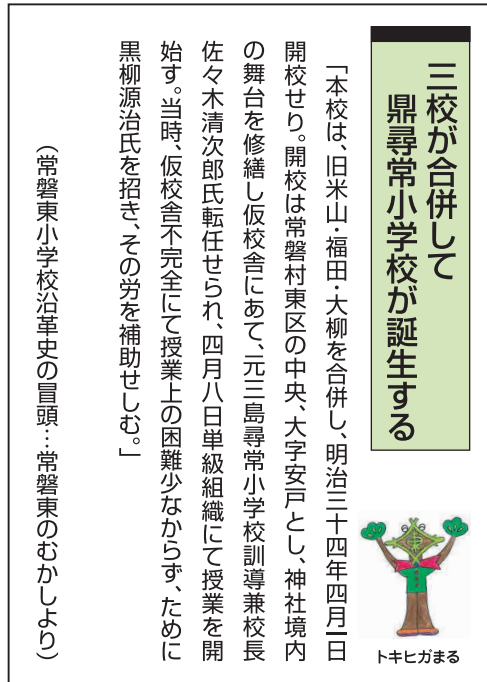 三校が合併して
鼎尋常小学校が誕生する
「本校は、旧米山・福田・大柳を合併し、明治三十四年四月一日
開校せり。開校は常磐村東区の中央、大字安戸とし、神社境内
の舞台を修繕し仮校舎にあて、元三島尋常小学校訓導兼校長
佐々木清次郎氏転任せられ、四月八日単級組織にて授業を開
始す。当時、仮校舎不完全にて授業上の困難少なからず、ために
黒柳源治氏を招き、その労を補助せしむ。」
（常磐東小学校沿革史の冒頭…常磐東のむかしより）
トキヒガまる